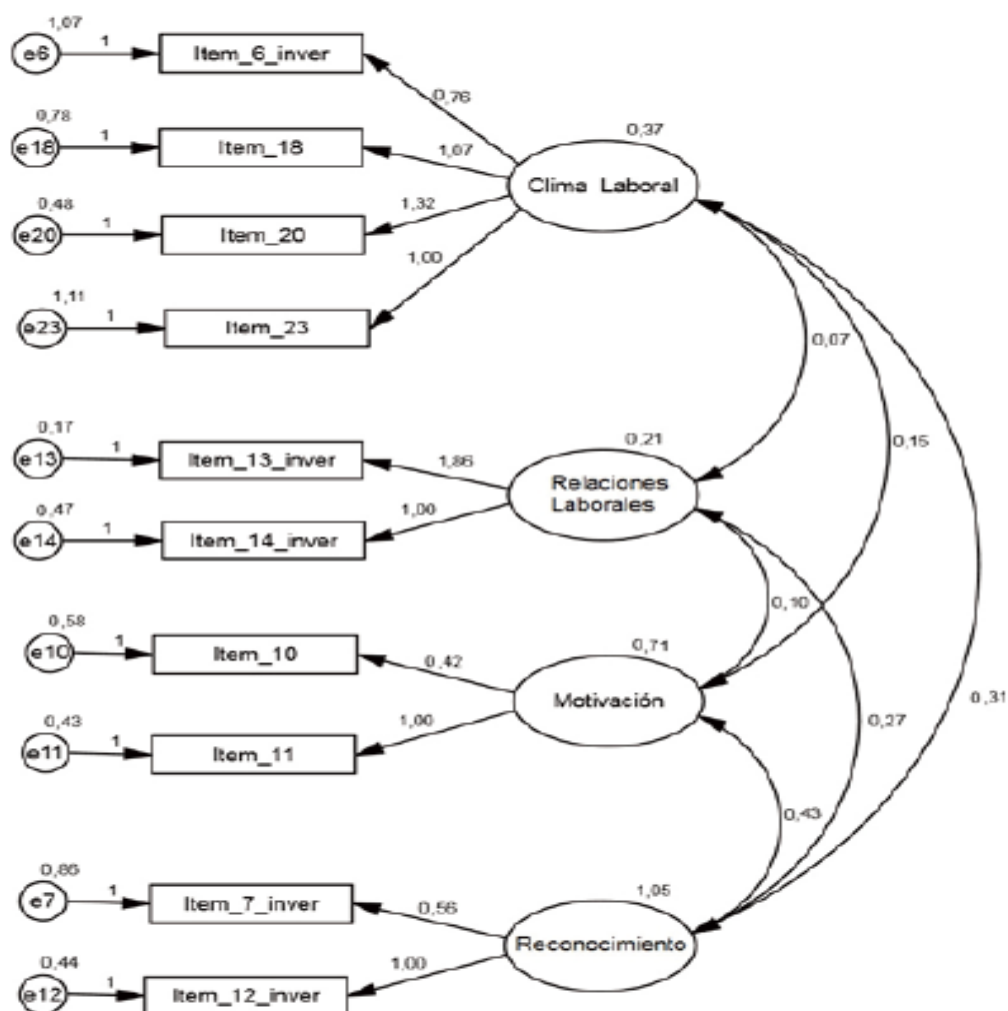 1,07
e6
1
Item_6_inver
0,76
0,78
e18
1
Item_18
1,07
0,37
Clima Laboral
0,48
e20
1
Item_20
1,32
1,11
e23
1
Item_23
1,00
0,07
0,15
0,17
e13
1
Item_13_inver
1,86
0,21
Relaciones
Laborales
0,47
e14
1
Item_14_inver
1,00
0,10
0,58
e10
1
Item_10
0,42
0,71
Motivación
0,31
0,27
0,43
e11
1
Item_11
1,00
0,43
e7
1
Item_7_inver
0,56
1,05
Reconocimiento
0,44
e12
1
Item_12_inver
1,00